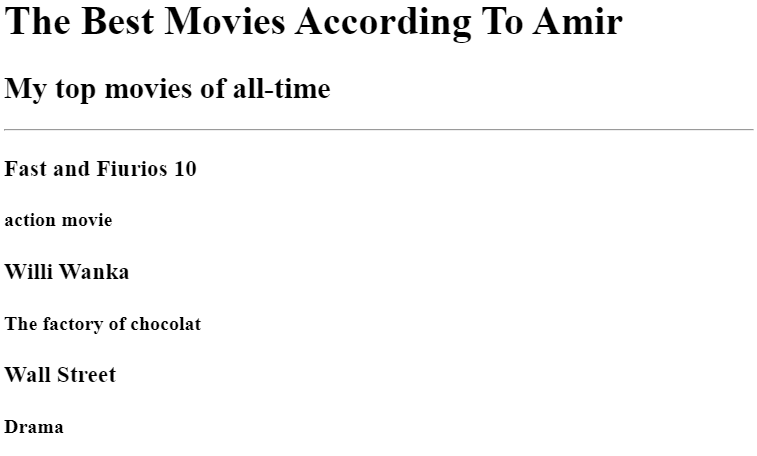 The Best Movies According To Amir
My top movies of all-time
Fast and Fiurios 10
action movie
Willi Wanka
The factory of chocolat
Wall Street
Drama